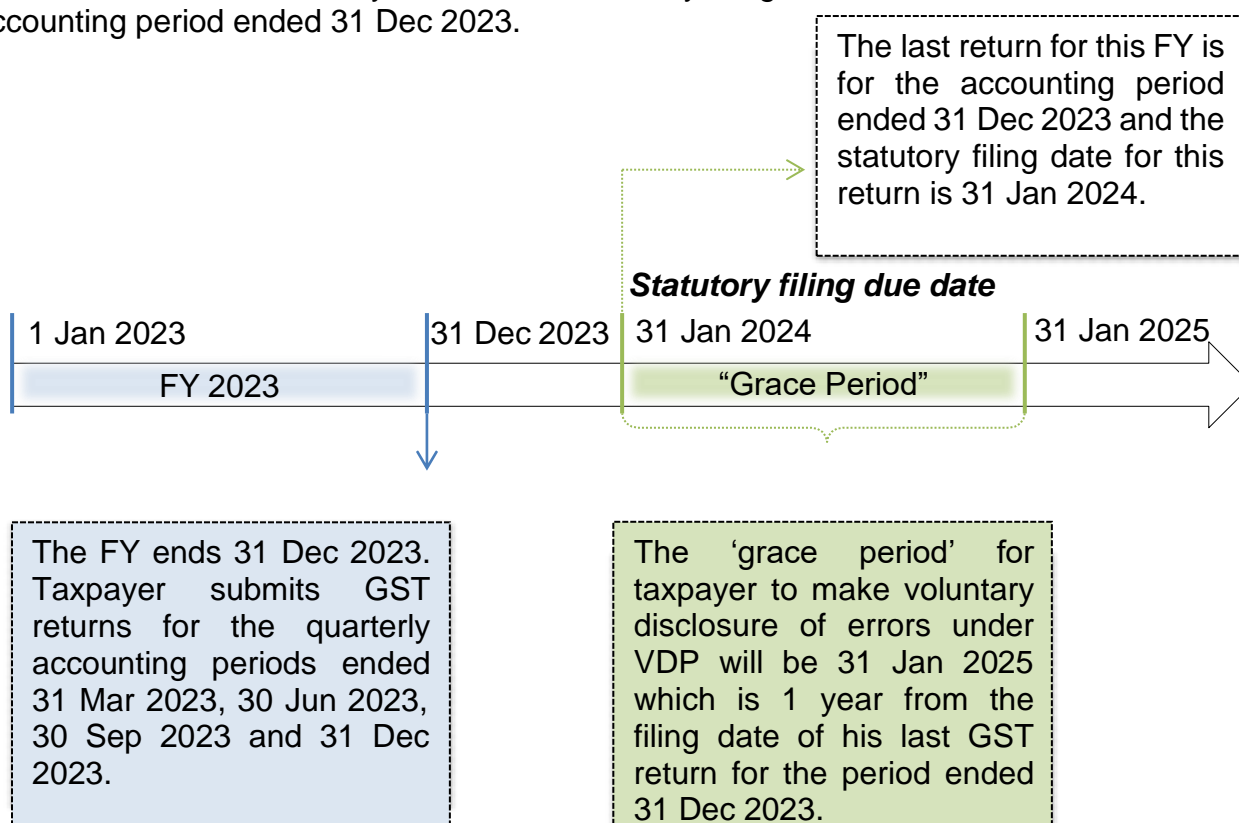 accounting period ended 31 Dec 2023.
The last return for this FY is
for the accounting period
ended 31 Dec 2023 and the
statutory filing date for this
return is 31 Jan 2024.
Statutory filing due date
1 Jan 2023 31 Dec 2023 31 Jan 2024 31 Jan 2025
FY 2023 “Grace Period”
The FY ends 31 Dec 2023.
Taxpayer submits GST
returns for the quarterly
accounting periods ended
31 Mar 2023, 30 Jun 2023,
30 Sep 2023 and 31 Dec
2023.
The ‘grace period’ for
taxpayer to make voluntary
disclosure of errors under
VDP will be 31 Jan 2025
which is 1 year from the
filing date of his last GST
return for the period ended
31 Dec 2023.